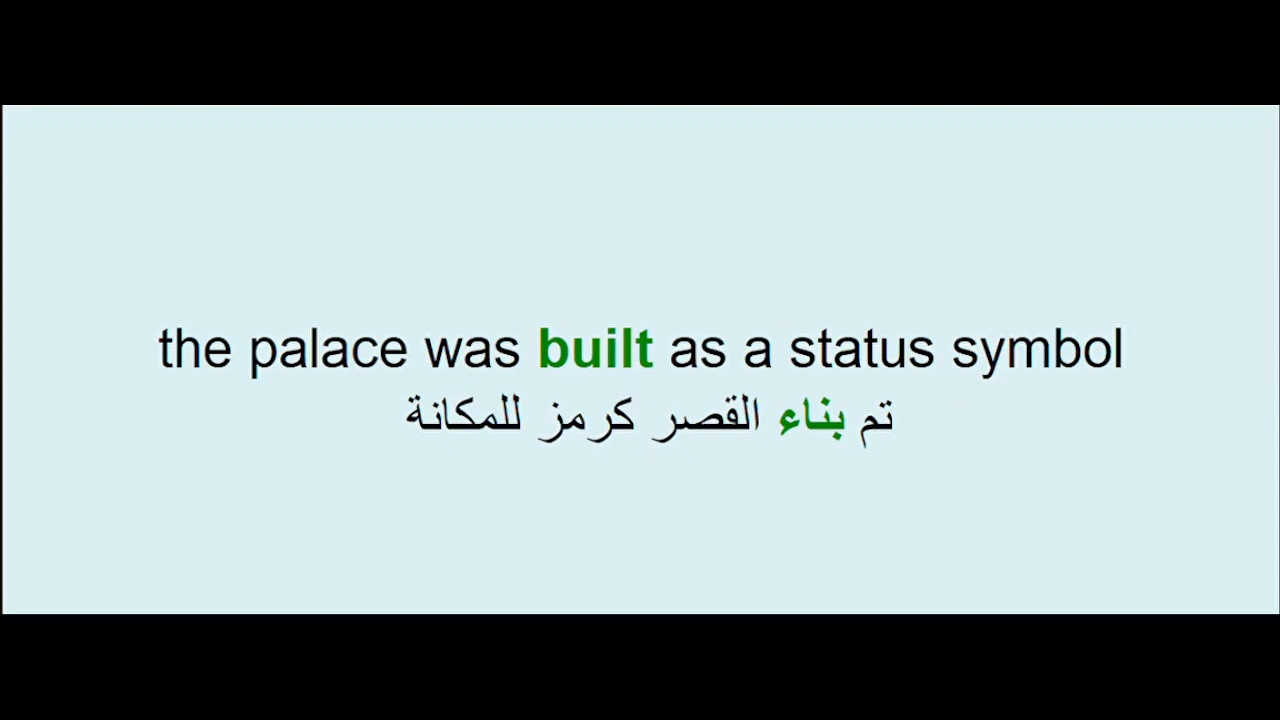 the palace was built as a status symbol
تم بناء القصر كرمز للمكانة